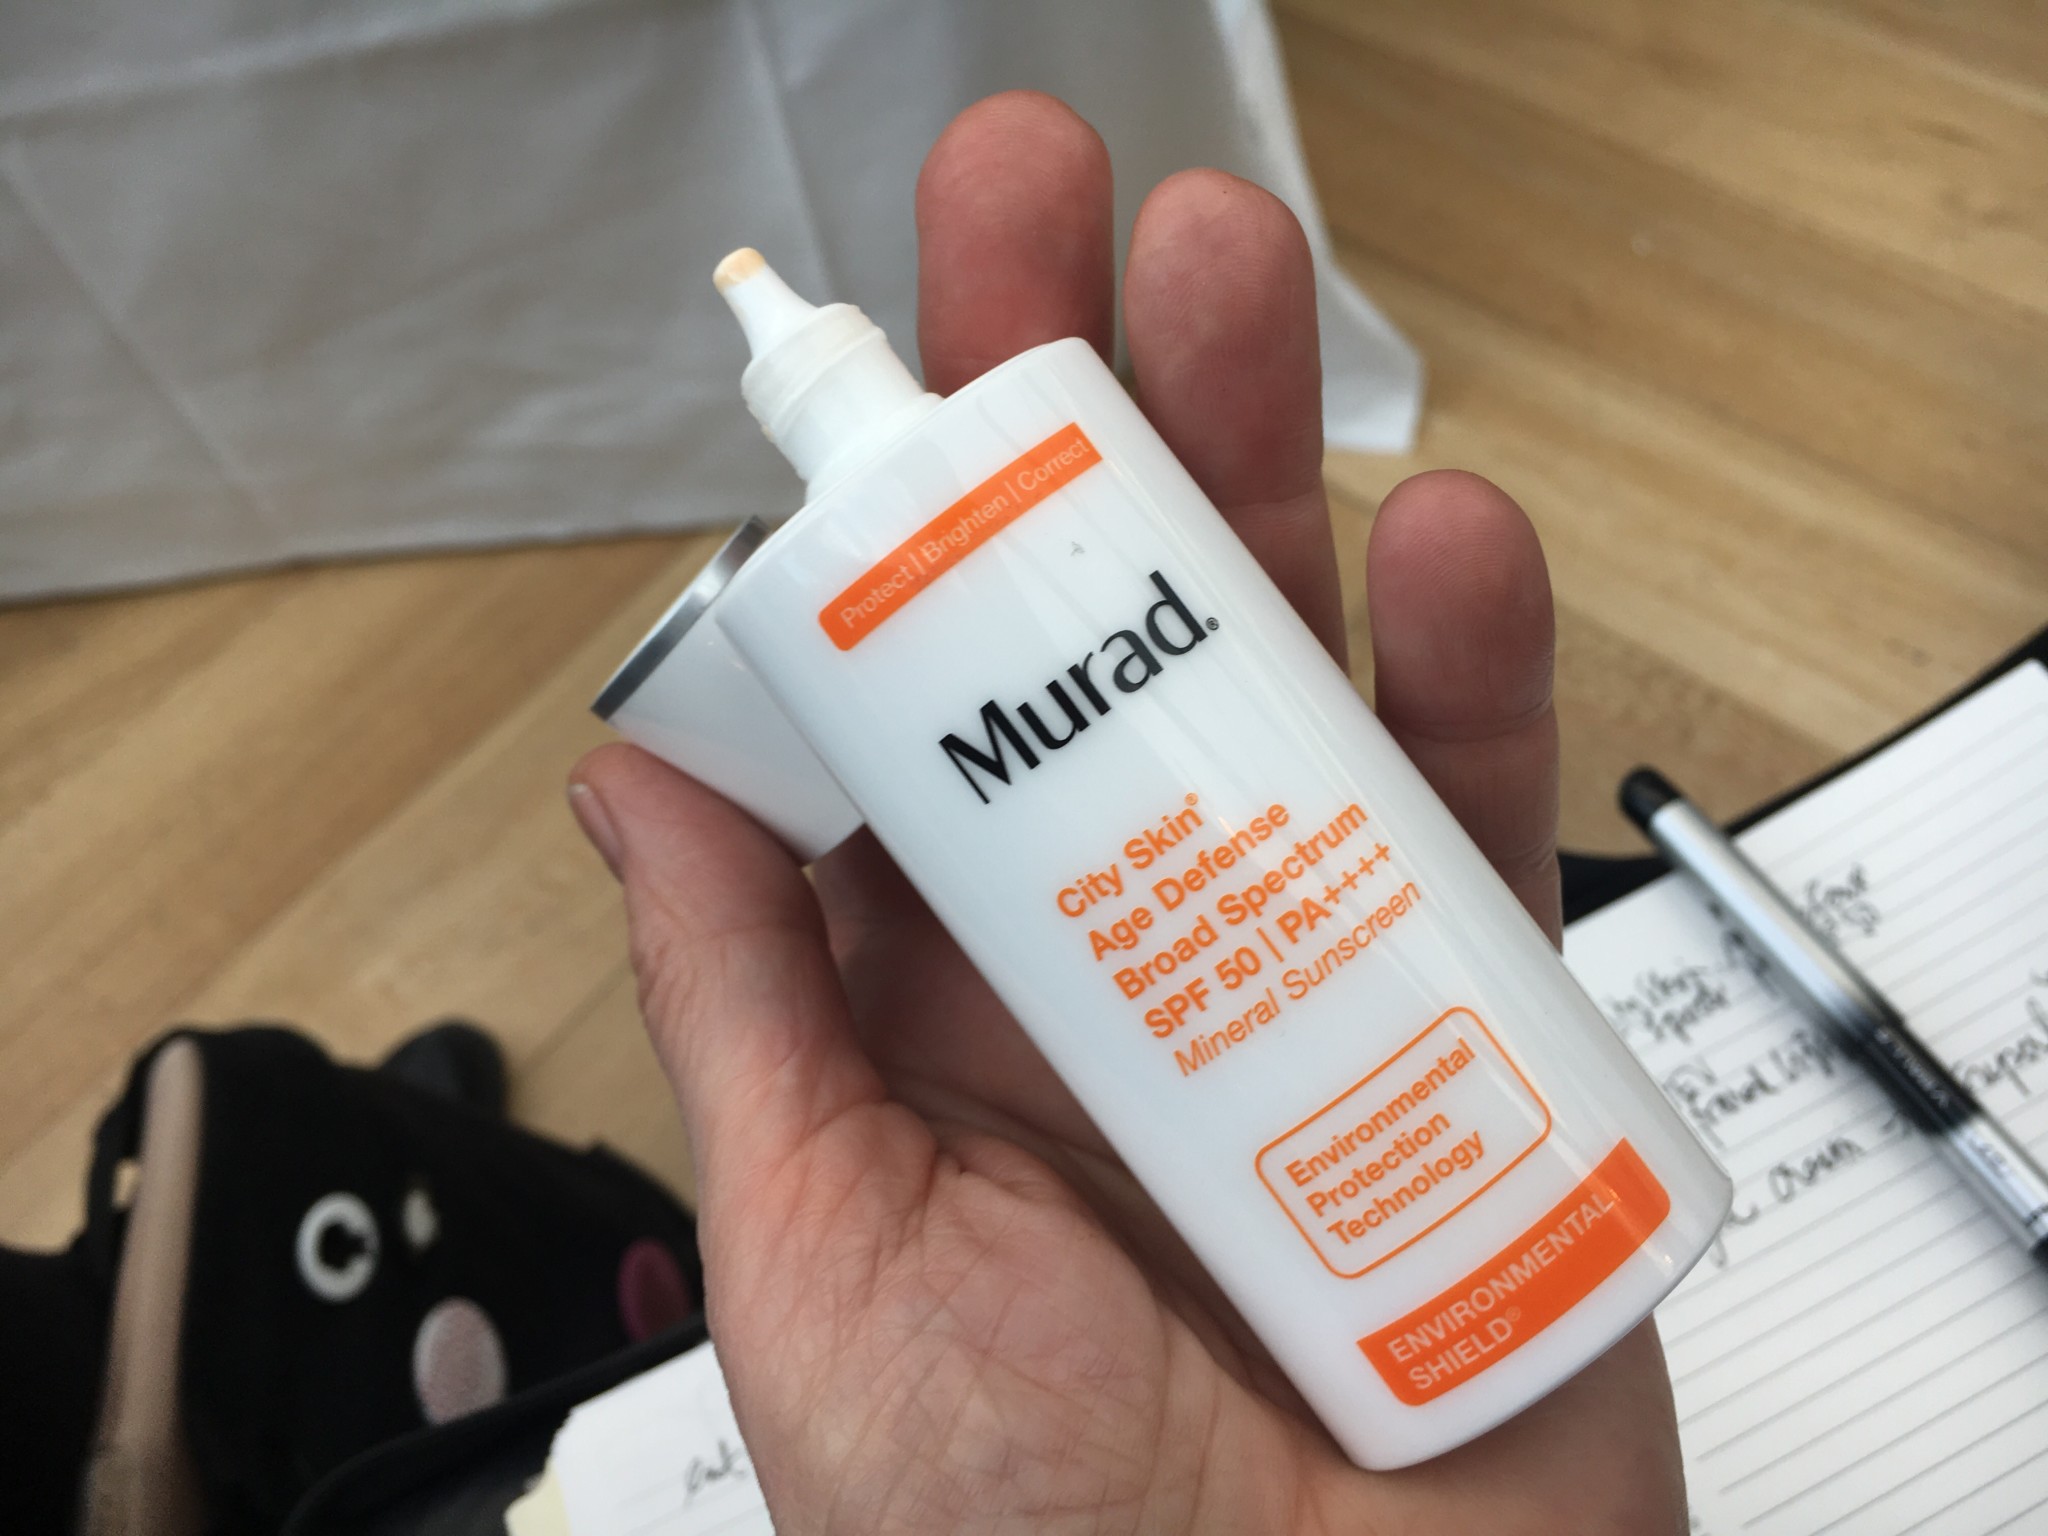 Protect | Brighten | Correct
Murad®
City Skin®
Age Defense
Broad Spectrum
SPF 50 | PA++++
Mineral Sunscreen
Environmental
Protection
Technology
ENVIRONMENTAL
SHIELD®